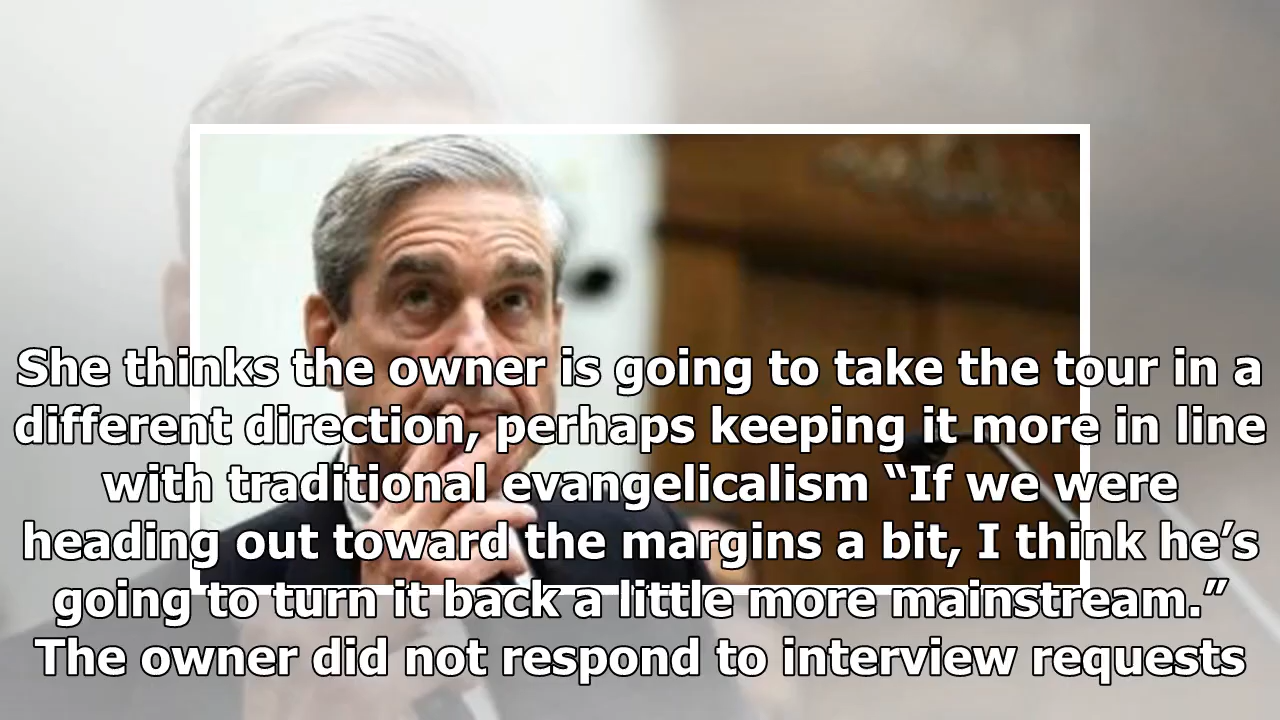 She thinks the owner is going to take the tour in a
different direction, perhaps keeping it more in line
with traditional evangelicalism “If we were
heading out toward the margins a bit, I think he’s
going to turn it back a little more mainstream.”
The owner did not respond to interview requests